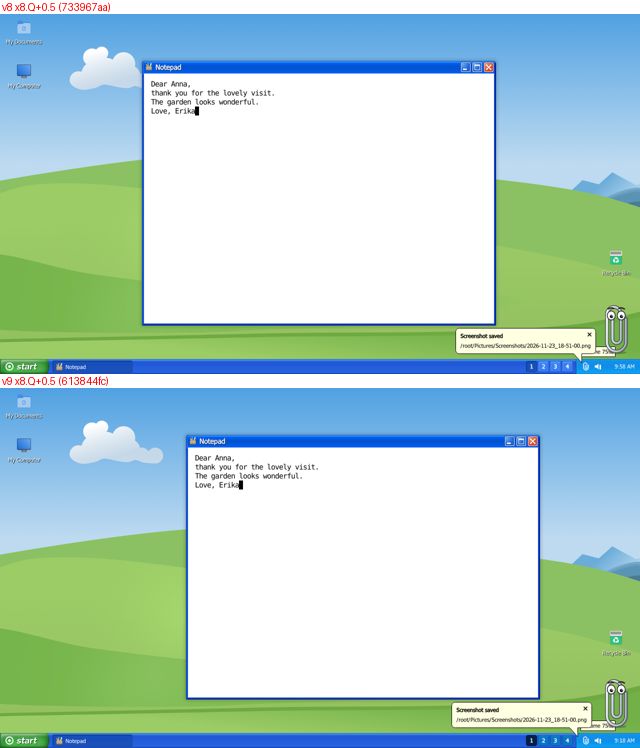 v8 x8.Q+0.5 (733967aa)
My Documents
My Computer
Notepad
Dear Anna,
thank you for the lovely visit.
The garden looks wonderful.
Love, Erika
Recycle Bin
Screenshot saved
/root/Pictures/Screenshots/2026-11-23_18-51-00.png
75%
start
Notepad
1 2 3 4
9:58 AM
v9 x8.Q+0.5 (613844fc)
My Documents
My Computer
Notepad
Dear Anna,
thank you for the lovely visit.
The garden looks wonderful.
Love, Erika
Recycle Bin
Screenshot saved
/root/Pictures/Screenshots/2026-11-23_18-51-00.png
75%
start
Notepad
1 2 3 4
9:18 AM